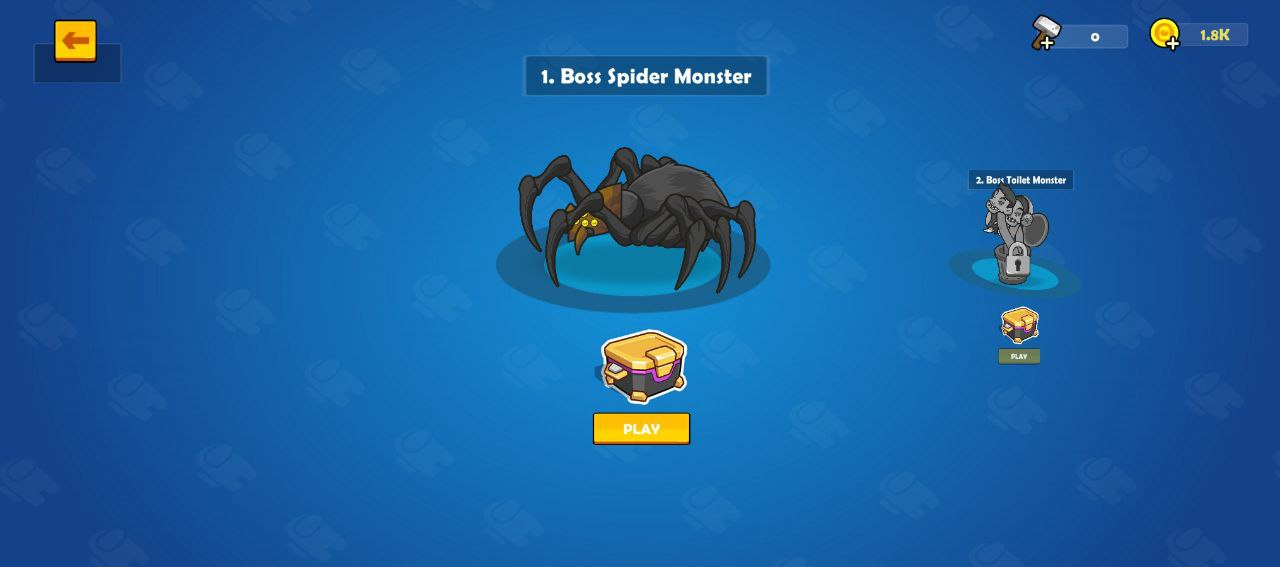 0
1.8K
1. Boss Spider Monster
2. Boss Toilet Monster
PLAY
PLAY